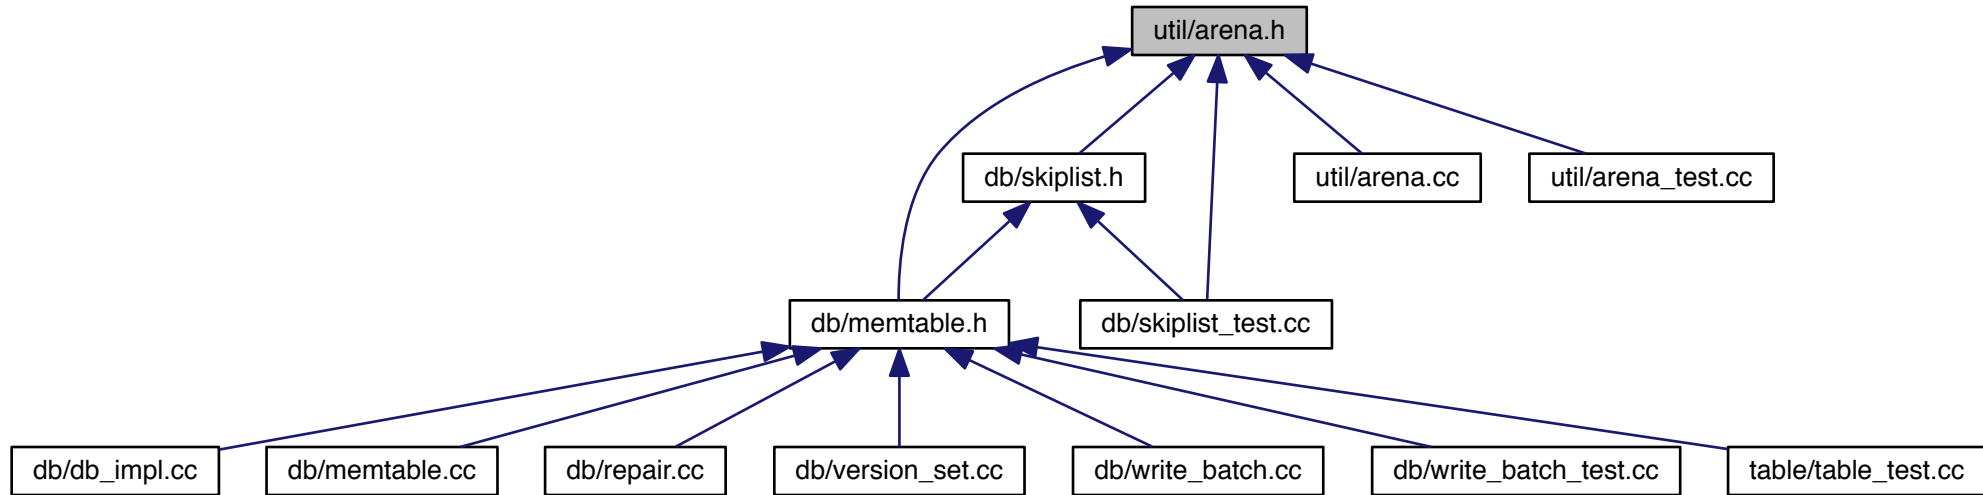 util/arena.h
db/skiplist.h
util/arena.cc
util/arena_test.cc
db/memtable.h
db/skiplist_test.cc
db/db_impl.cc
db/memtable.cc
db/repair.cc
db/version_set.cc
db/write_batch.cc
db/write_batch_test.cc
table/table_test.cc